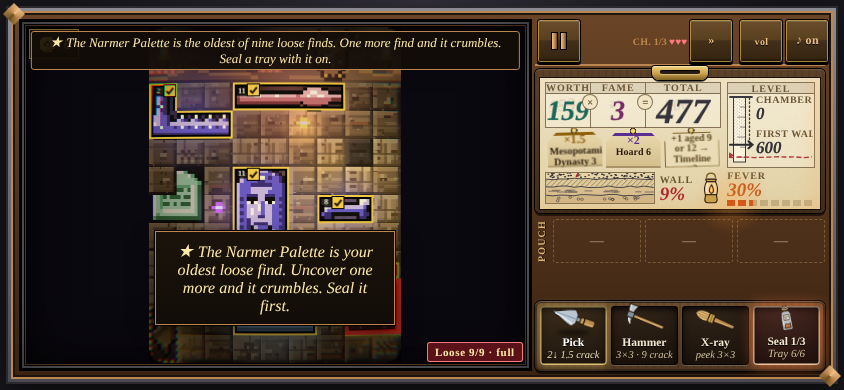 ★ The Narmer Palette is the oldest of nine loose finds. One more find and it crumbles.
Seal a tray with it on.
CH. 1/3 ♥♥♥
»
vol
♪ on
WORTH
FAME
TOTAL
159
×
3
=
477
×1.5
Mesopotami
Dynasty 3
×2
Hoard 6
+1 aged 9
or 12 →
Timeline
LEVEL
CHAMBER
0
FIRST WAL
600
WALL
9%
FEVER
30%
11
11
8
★ The Narmer Palette is your
oldest loose find. Uncover one
more and it crumbles. Seal it
first.
Loose 9/9 · full
POUCH
—
—
—
Pick
2↓ 1.5 crack
Hammer
3×3 · 9 crack
X-ray
peek 3×3
Seal 1/3
Tray 6/6